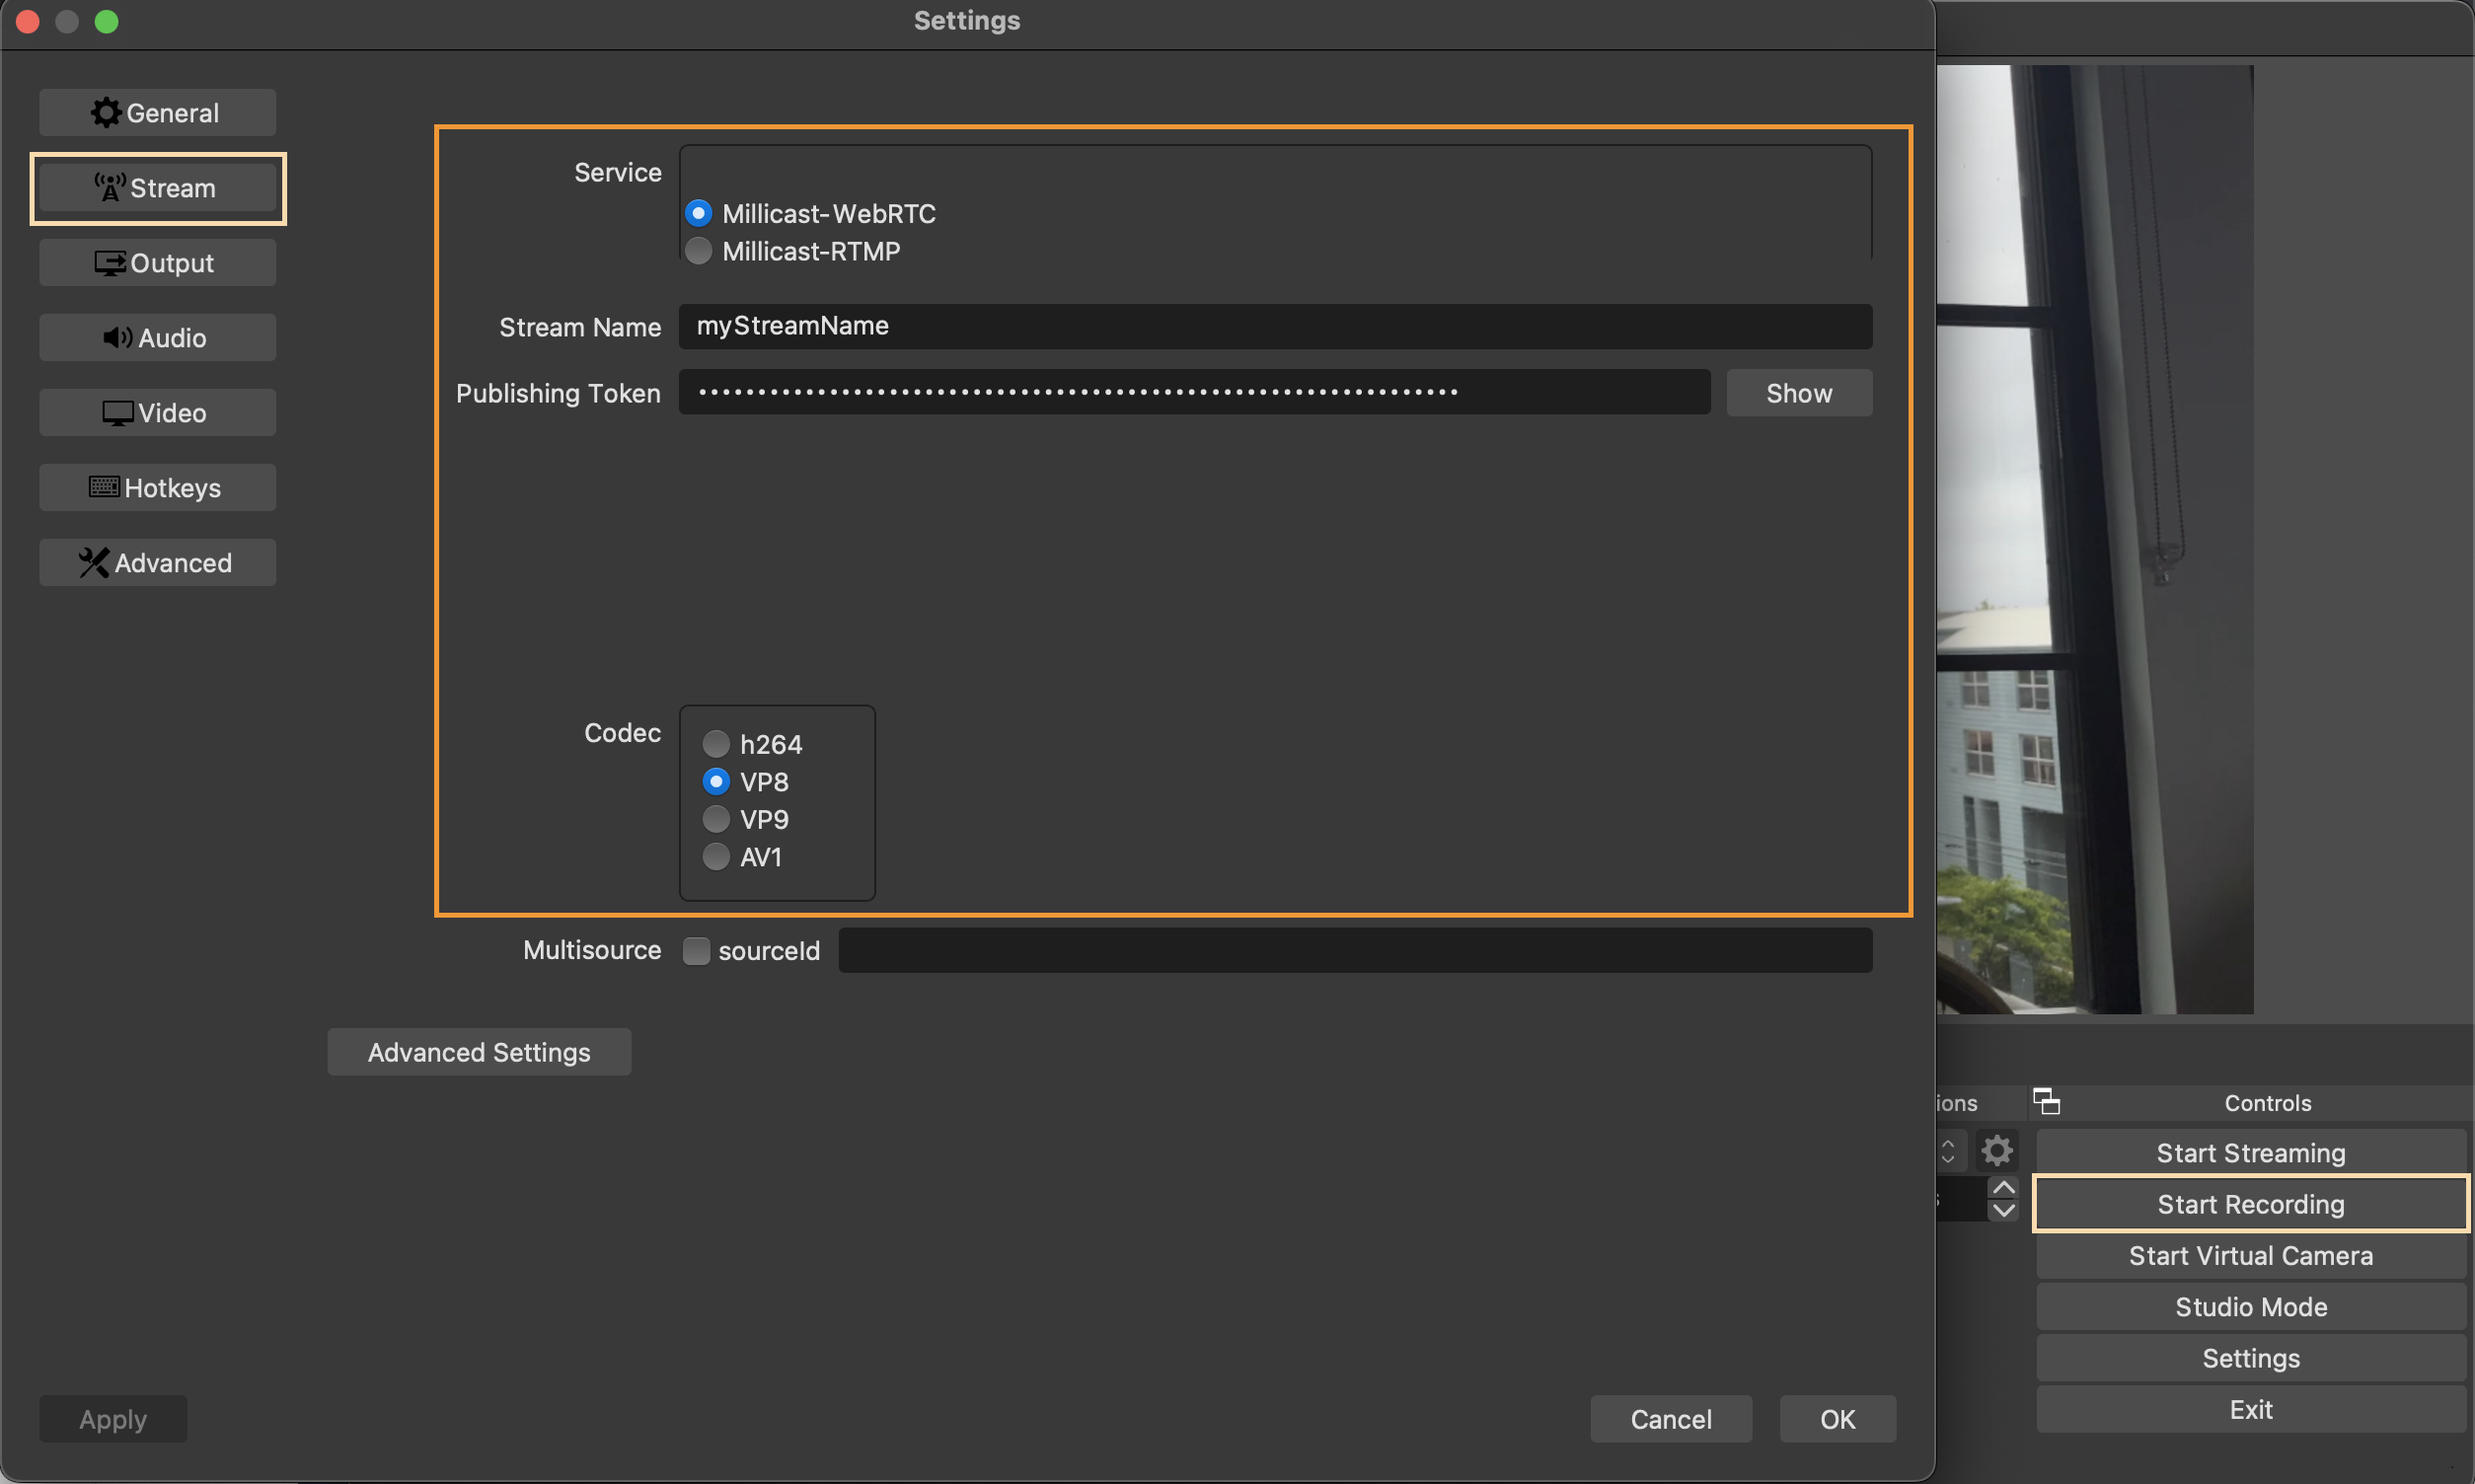 Settings
General
Stream
Output
Audio
Video
Hotkeys
Advanced
Service
Millicast-WebRTC
Millicast-RTMP
Stream Name myStreamName
Publishing Token Show
Codec
h264
VP8
VP9
AV1
Multisource sourceId
Advanced Settings
Apply
Cancel OK
ions
Controls
Start Streaming
Start Recording
Start Virtual Camera
Studio Mode
Settings
Exit